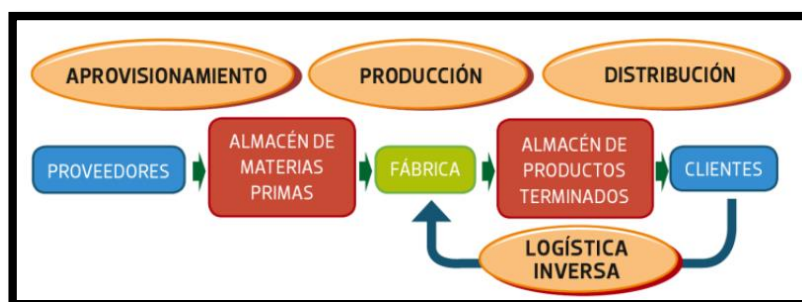 APROVISIONAMIENTO
PRODUCCIÓN
DISTRIBUCIÓN
PROVEEDORES
ALMACÉN DE
MATERIAS
PRIMAS
FÁBRICA
ALMACÉN DE
PRODUCTOS
TERMINADOS
CLIENTES
LOGÍSTICA
INVERSA